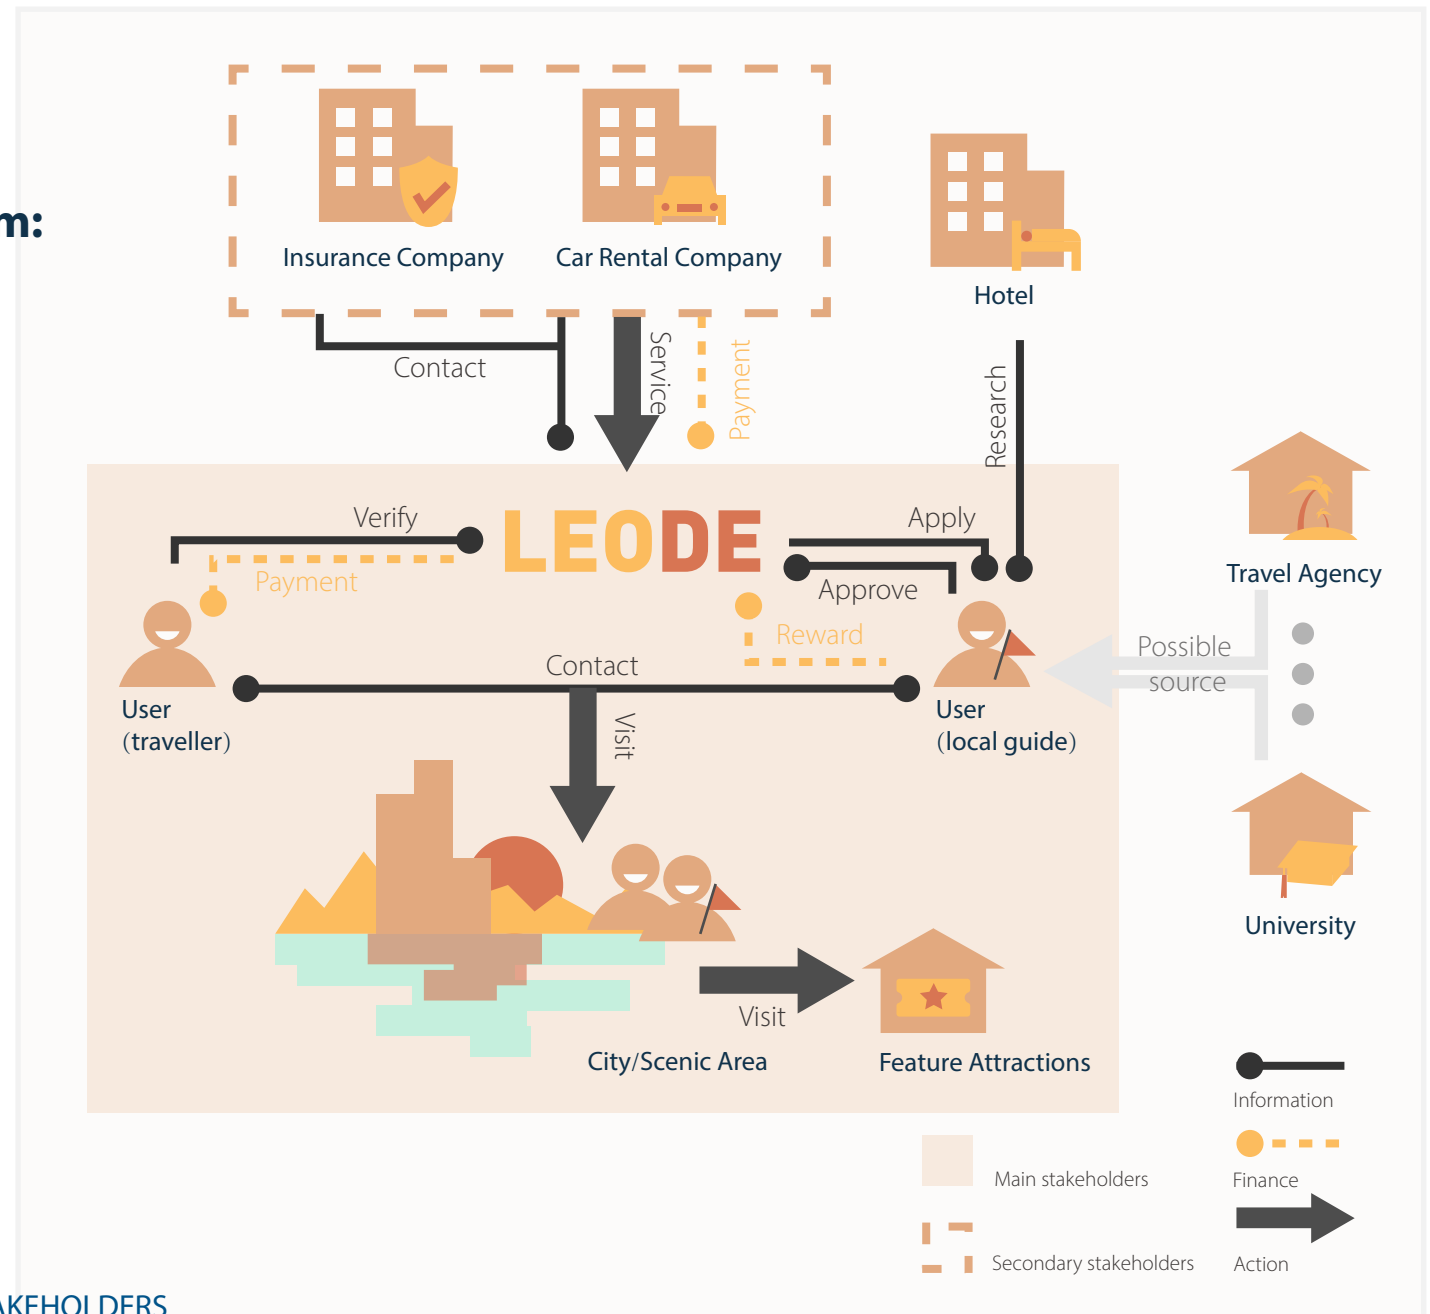 m:
Insurance Company
Car Rental Company
Hotel
Contact
Service
Payment
Research
Verify
LEODE
Apply
Payment
Approve
Travel Agency
Reward
Possible
source
Contact
User
(traveller)
User
(local guide)
Visit
University
Visit
City/Scenic Area
Feature Attractions
Information
Main stakeholders
Finance
Secondary stakeholders
Action
AKEHOLDERS